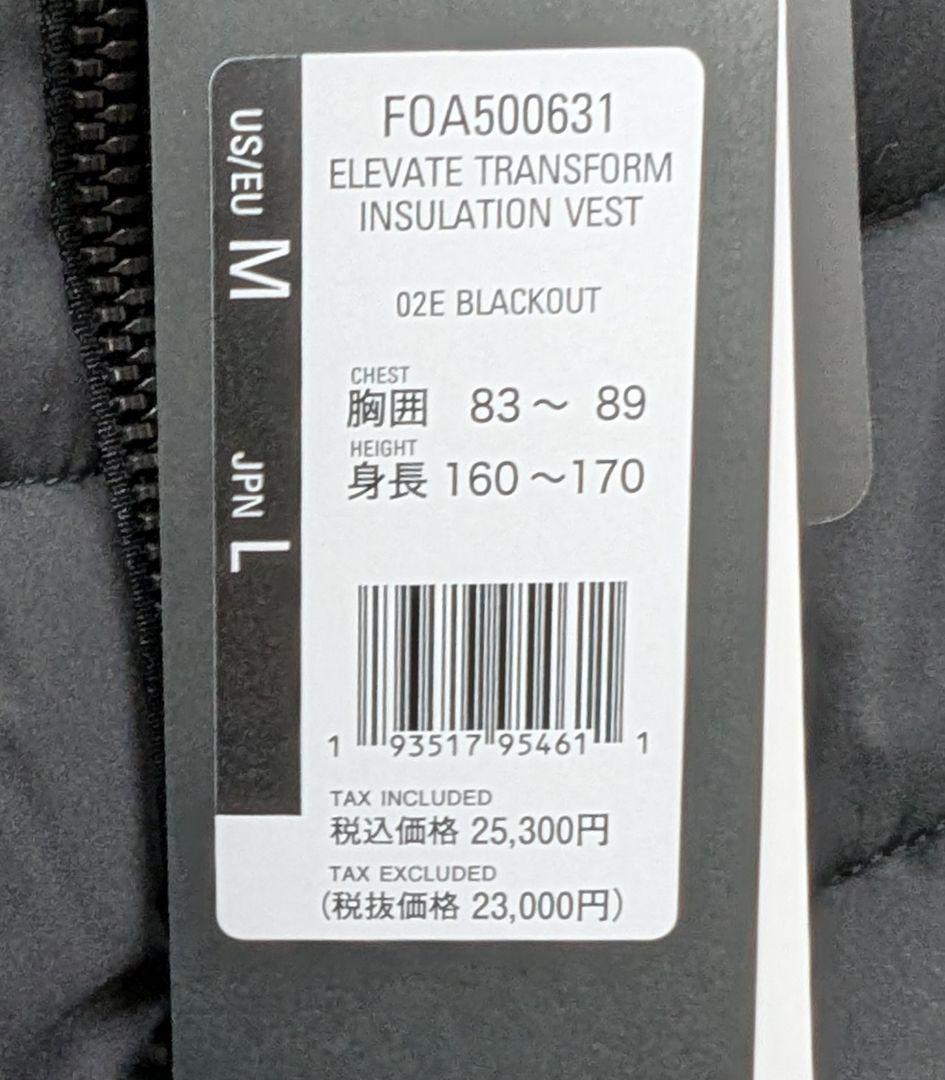 US/EU M JPN L
FOA500631
ELEVATE TRANSFORM
INSULATION VEST
02E BLACKOUT
CHEST
胸囲 83～ 89
HEIGHT
身長 160～170
1 93517 95461 1
TAX INCLUDED
税込価格 25,300円
TAX EXCLUDED
(税抜価格 23,000円)